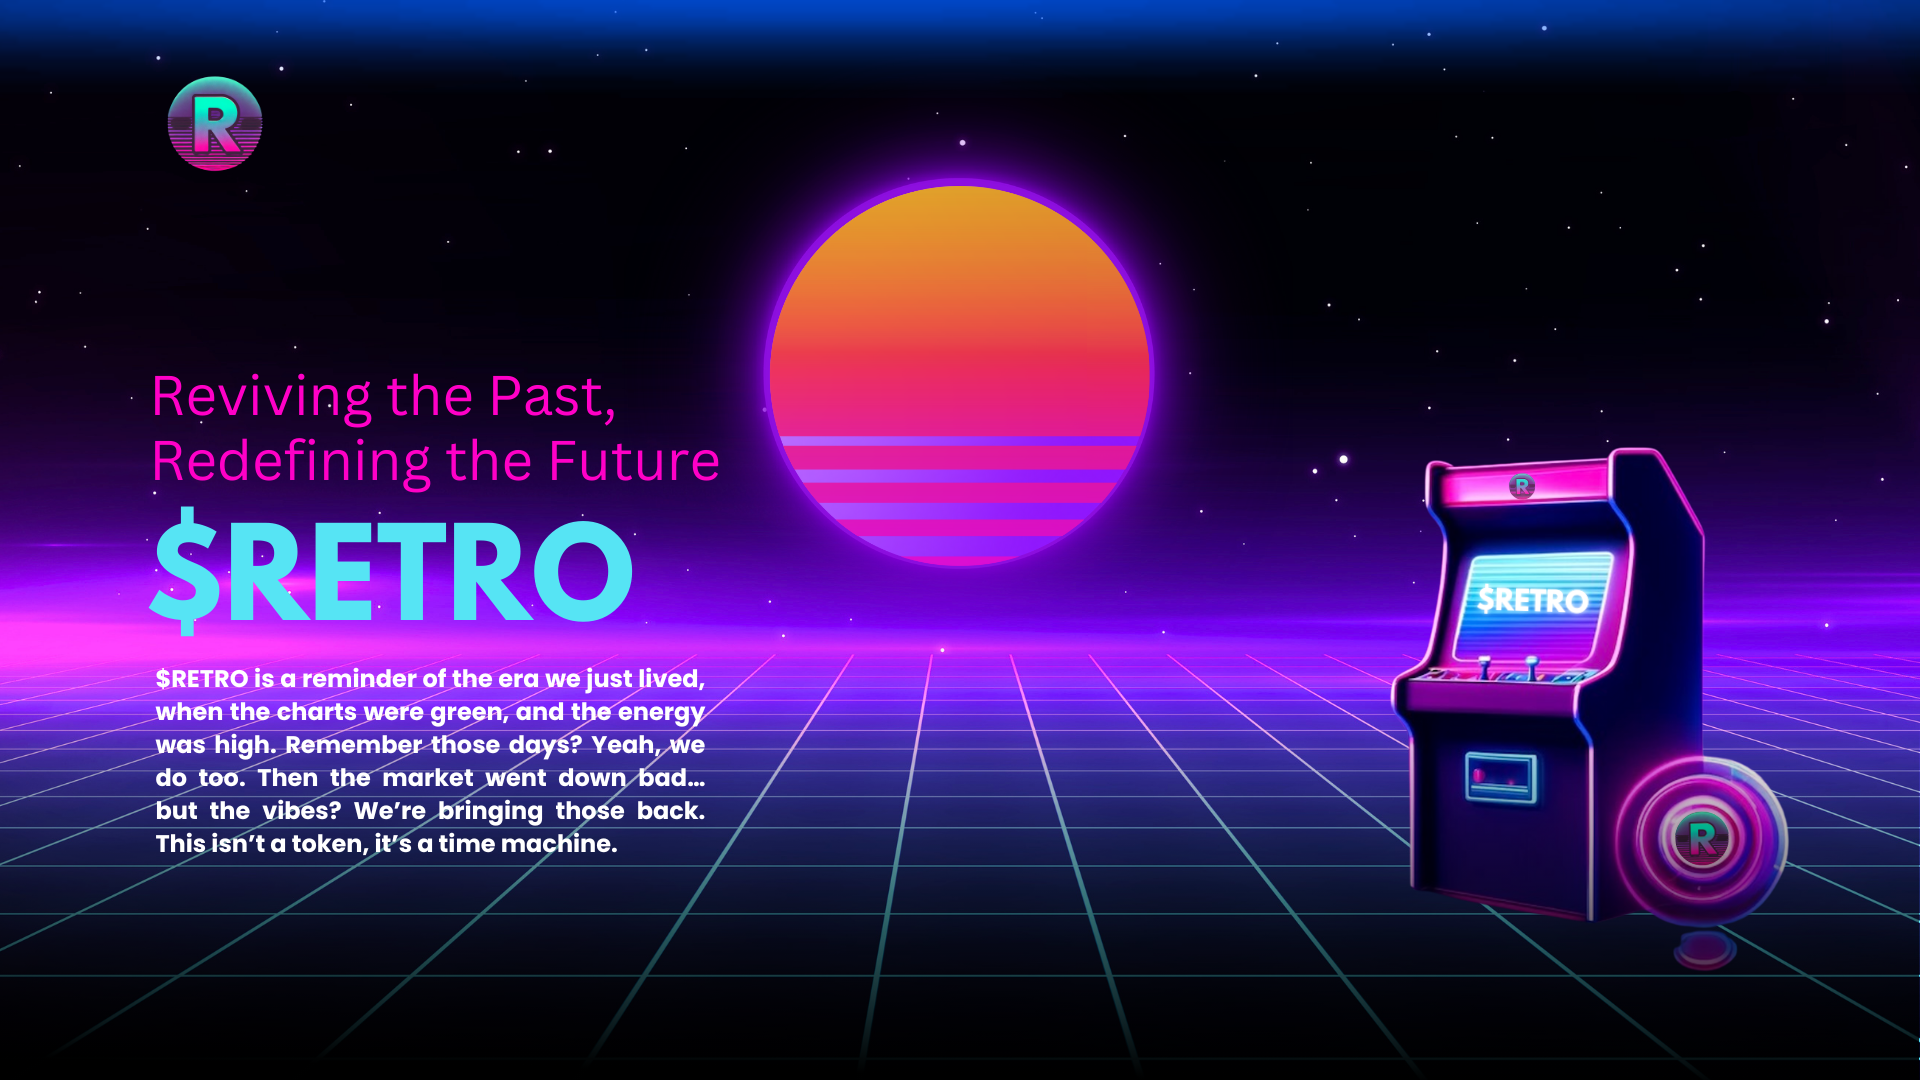 R
Reviving the Past,
Redefining the Future
$RETRO
$RETRO is a reminder of the era we just lived,
when the charts were green, and the energy
was high. Remember those days? Yeah, we
do too. Then the market went down bad...
but the vibes? We’re bringing those back.
This isn’t a token, it’s a time machine.
R
$RETRO
R